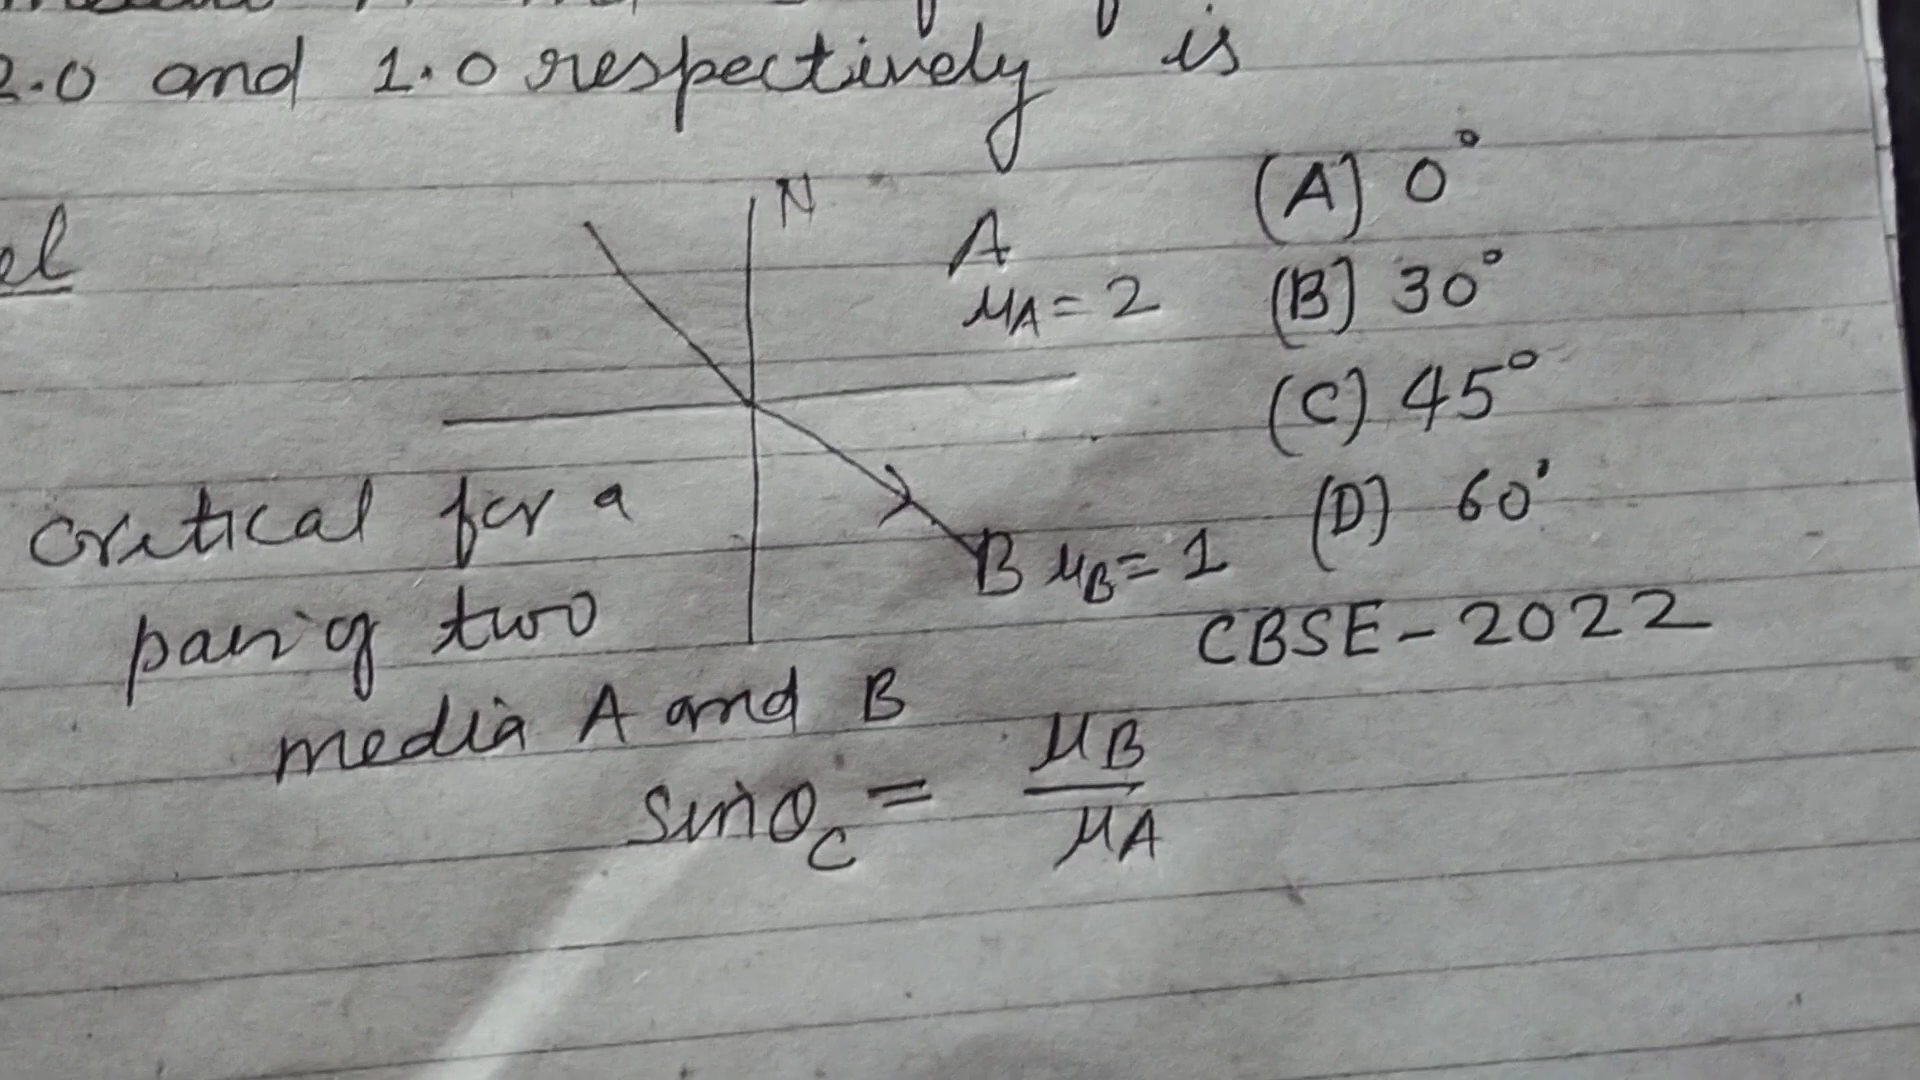 2.0 and 1.0 respectively is
N
A
μA = 2
(A) 0°
(B) 30°
(C) 45°
(D) 60°
B μB = 1
CBSE - 2022
critical for a
pair of two
media A and B
sinθc = μB/μA